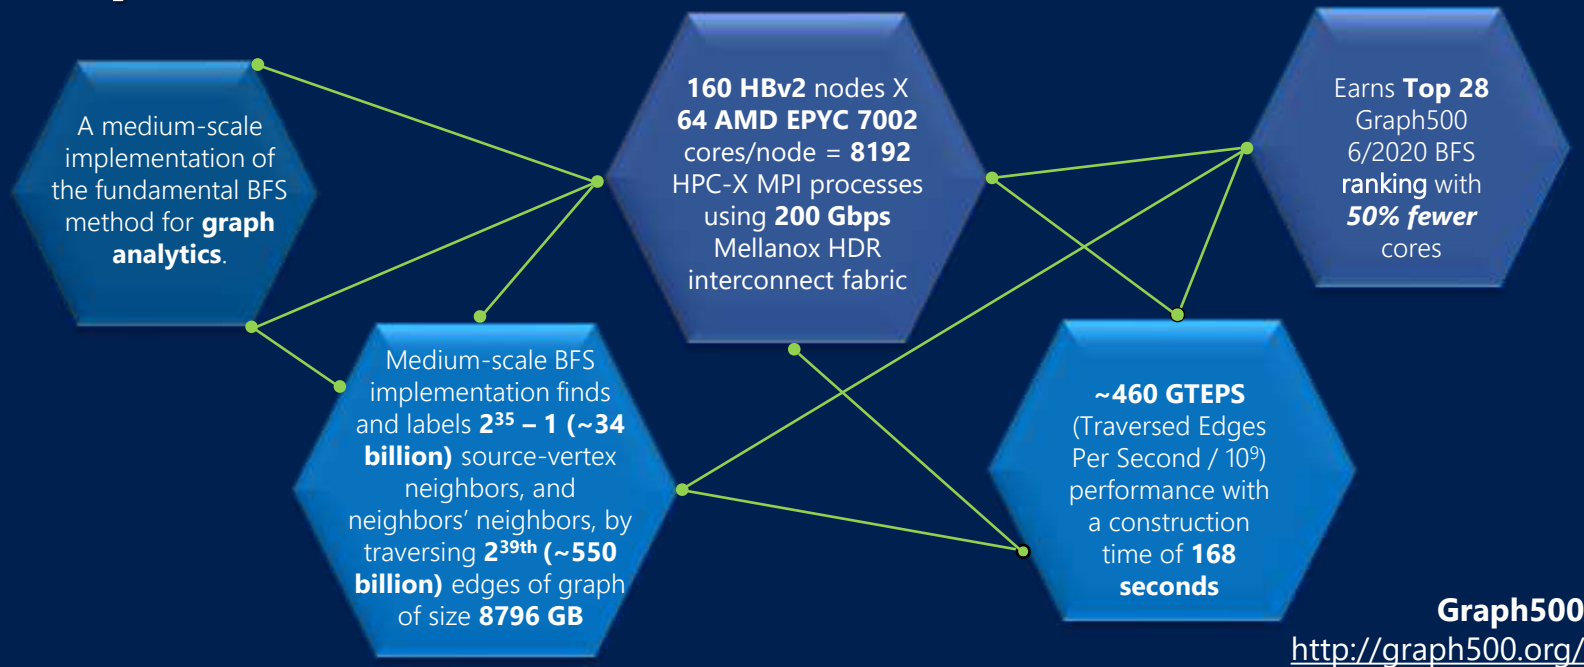 A medium-scale
implementation of
the fundamental BFS
method for graph
analytics.
160 HBv2 nodes X
64 AMD EPYC 7002
cores/node = 8192
HPC-X MPI processes
using 200 Gbps
Mellanox HDR
interconnect fabric
Earns Top 28
Graph500
6/2020 BFS
ranking with
50% fewer
cores
Medium-scale BFS
implementation finds
and labels 2³⁵ – 1 (~34
billion) source-vertex
neighbors, and
neighbors’ neighbors, by
traversing 2³⁹ᵗʰ (~550
billion) edges of graph
of size 8796 GB
~460 GTEPS
(Traversed Edges
Per Second / 10⁹)
performance with
a construction
time of 168
seconds
Graph500
http://graph500.org/